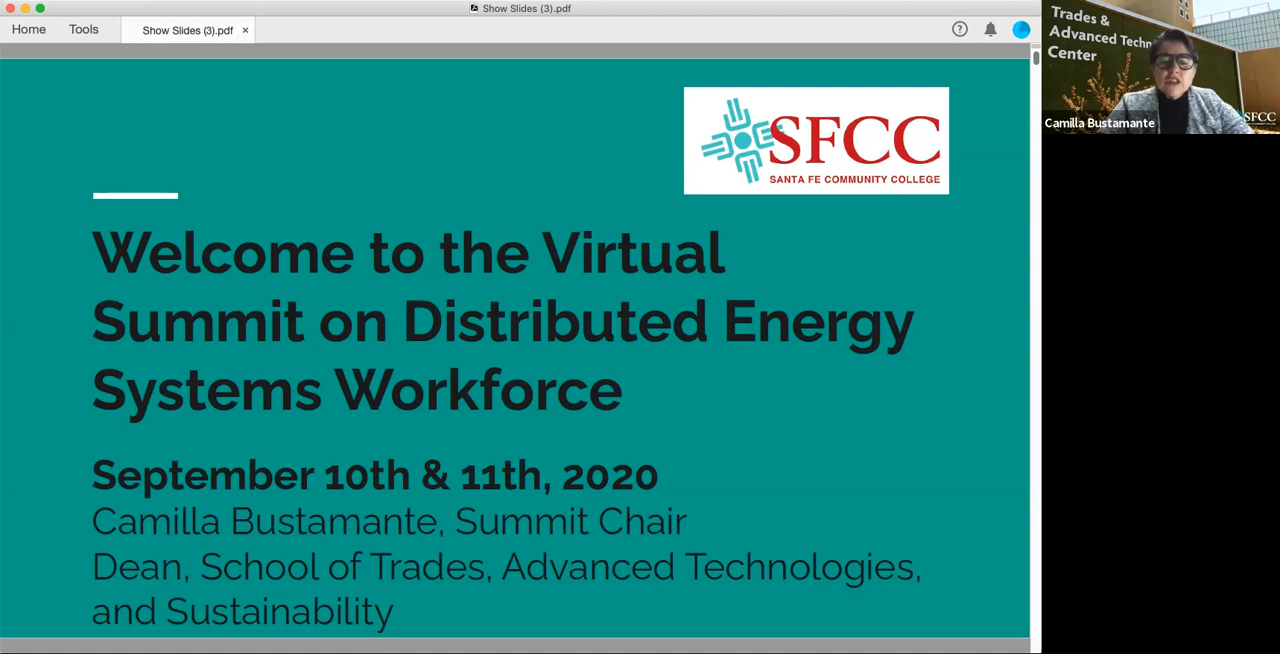 Show Slides (3).pdf
Home
Tools
Show Slides (3).pdf ×
SFCC
SANTA FE COMMUNITY COLLEGE
Welcome to the Virtual
Summit on Distributed Energy
Systems Workforce
September 10th & 11th, 2020
Camilla Bustamante, Summit Chair
Dean, School of Trades, Advanced Technologies,
and Sustainability
Trades &
Advanced Techn
Center
Camilla Bustamante
SFCC